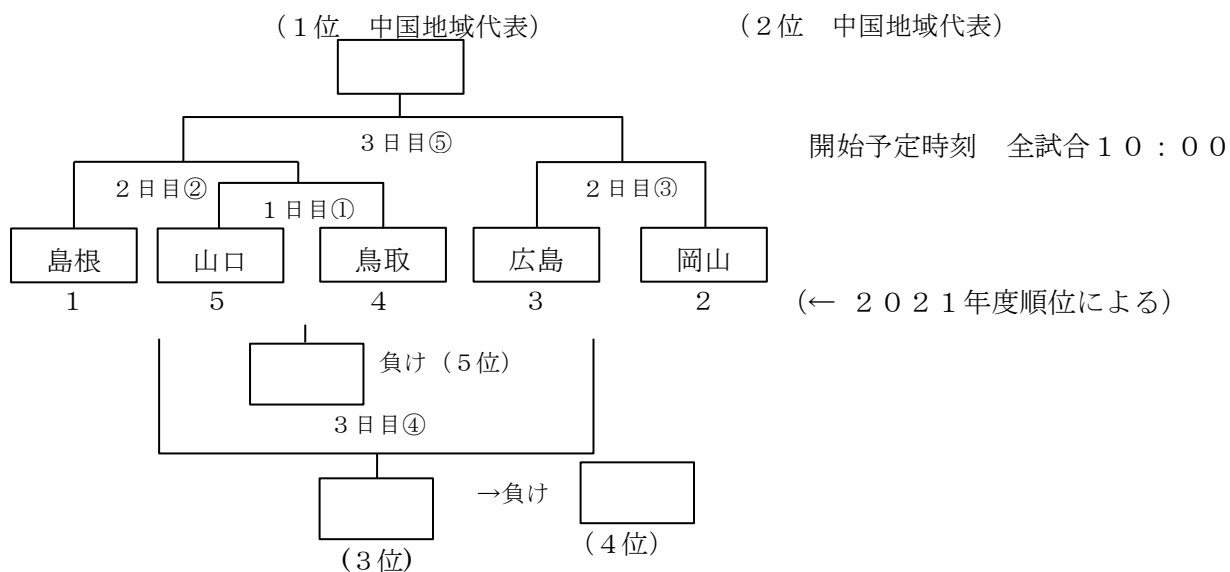 （１位　中国地域代表）　（２位　中国地域代表）
３日目⑤
開始予定時刻　全試合１０：００
２日目②　２日目③
１日目①
島根　山口　鳥取　広島　岡山
１　５　４　３　２　（← ２０２１年度順位による）
負け（５位）
３日目④
→負け
（３位）　（４位）